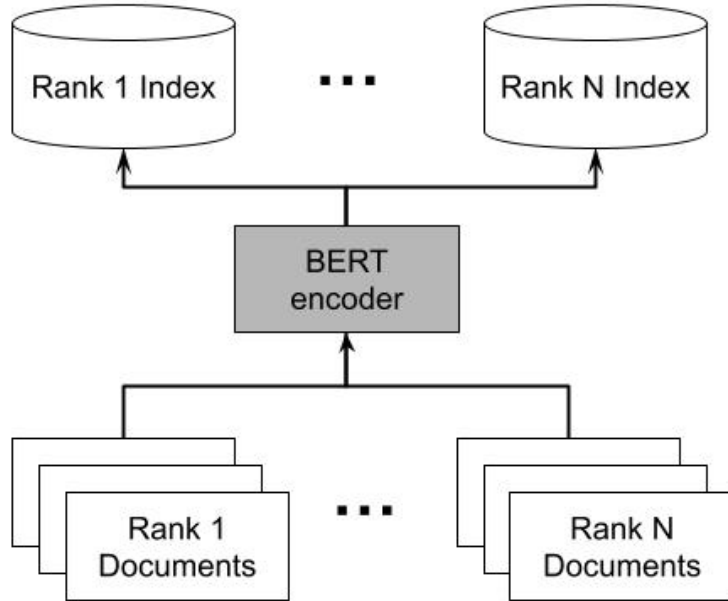 Rank 1 Index
...
Rank N Index
BERT
encoder
...
Rank 1
Documents
Rank N
Documents